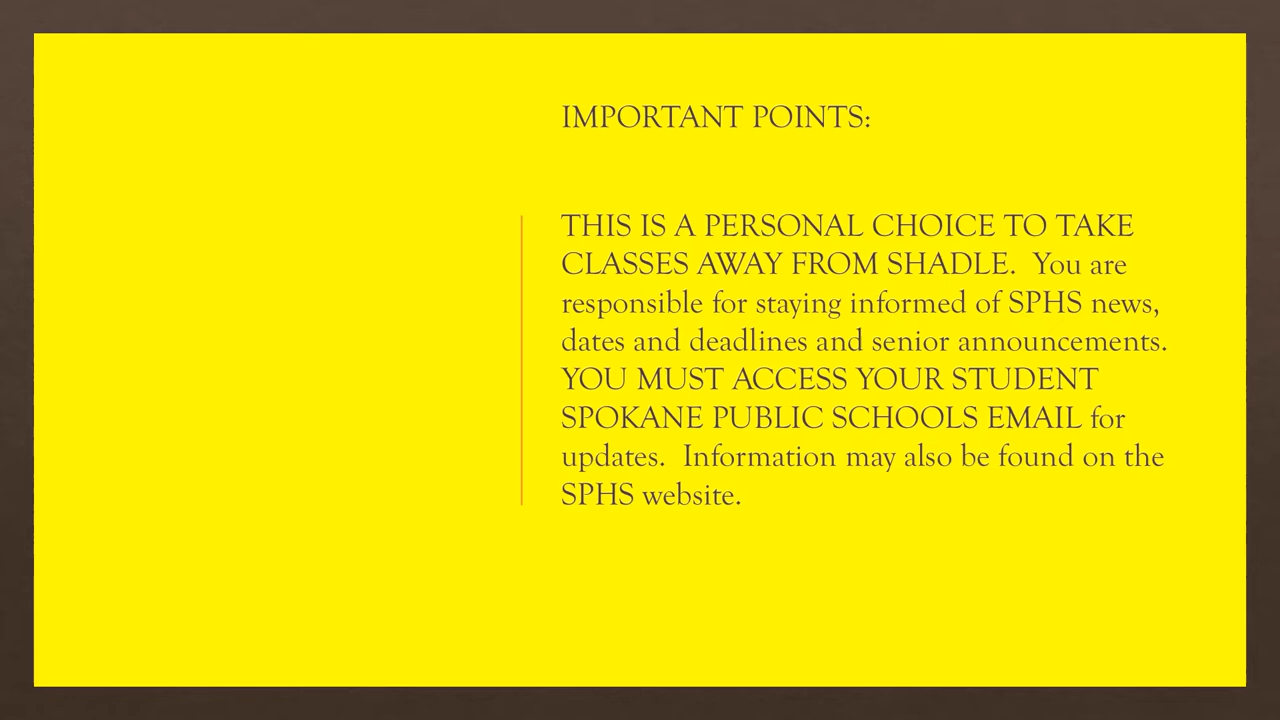 IMPORTANT POINTS:
THIS IS A PERSONAL CHOICE TO TAKE
CLASSES AWAY FROM SHADLE.  You are
responsible for staying informed of SPHS news,
dates and deadlines and senior announcements.
YOU MUST ACCESS YOUR STUDENT
SPOKANE PUBLIC SCHOOLS EMAIL for
updates.  Information may also be found on the
SPHS website.